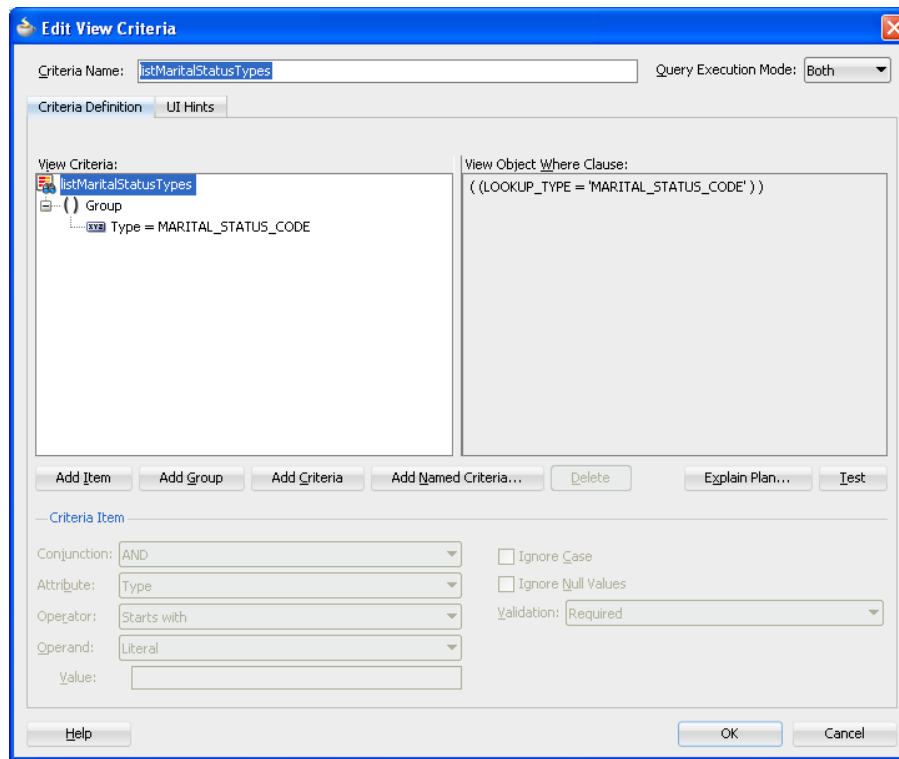 Edit View Criteria
Criteria Name: listMaritalStatusTypes Query Execution Mode: Both
Criteria Definition UI Hints
View Criteria:
listMaritalStatusTypes
() Group
xyz Type = MARITAL_STATUS_CODE
View Object Where Clause:
( (LOOKUP_TYPE = 'MARITAL_STATUS_CODE' ) )
Add Item Add Group Add Criteria Add Named Criteria... Delete Explain Plan... Test
Criteria Item
Conjunction: AND
Attribute: Type
Operator: Starts with
Operand: Literal
Value:
Ignore Case
Ignore Null Values
Validation: Required
Help OK Cancel